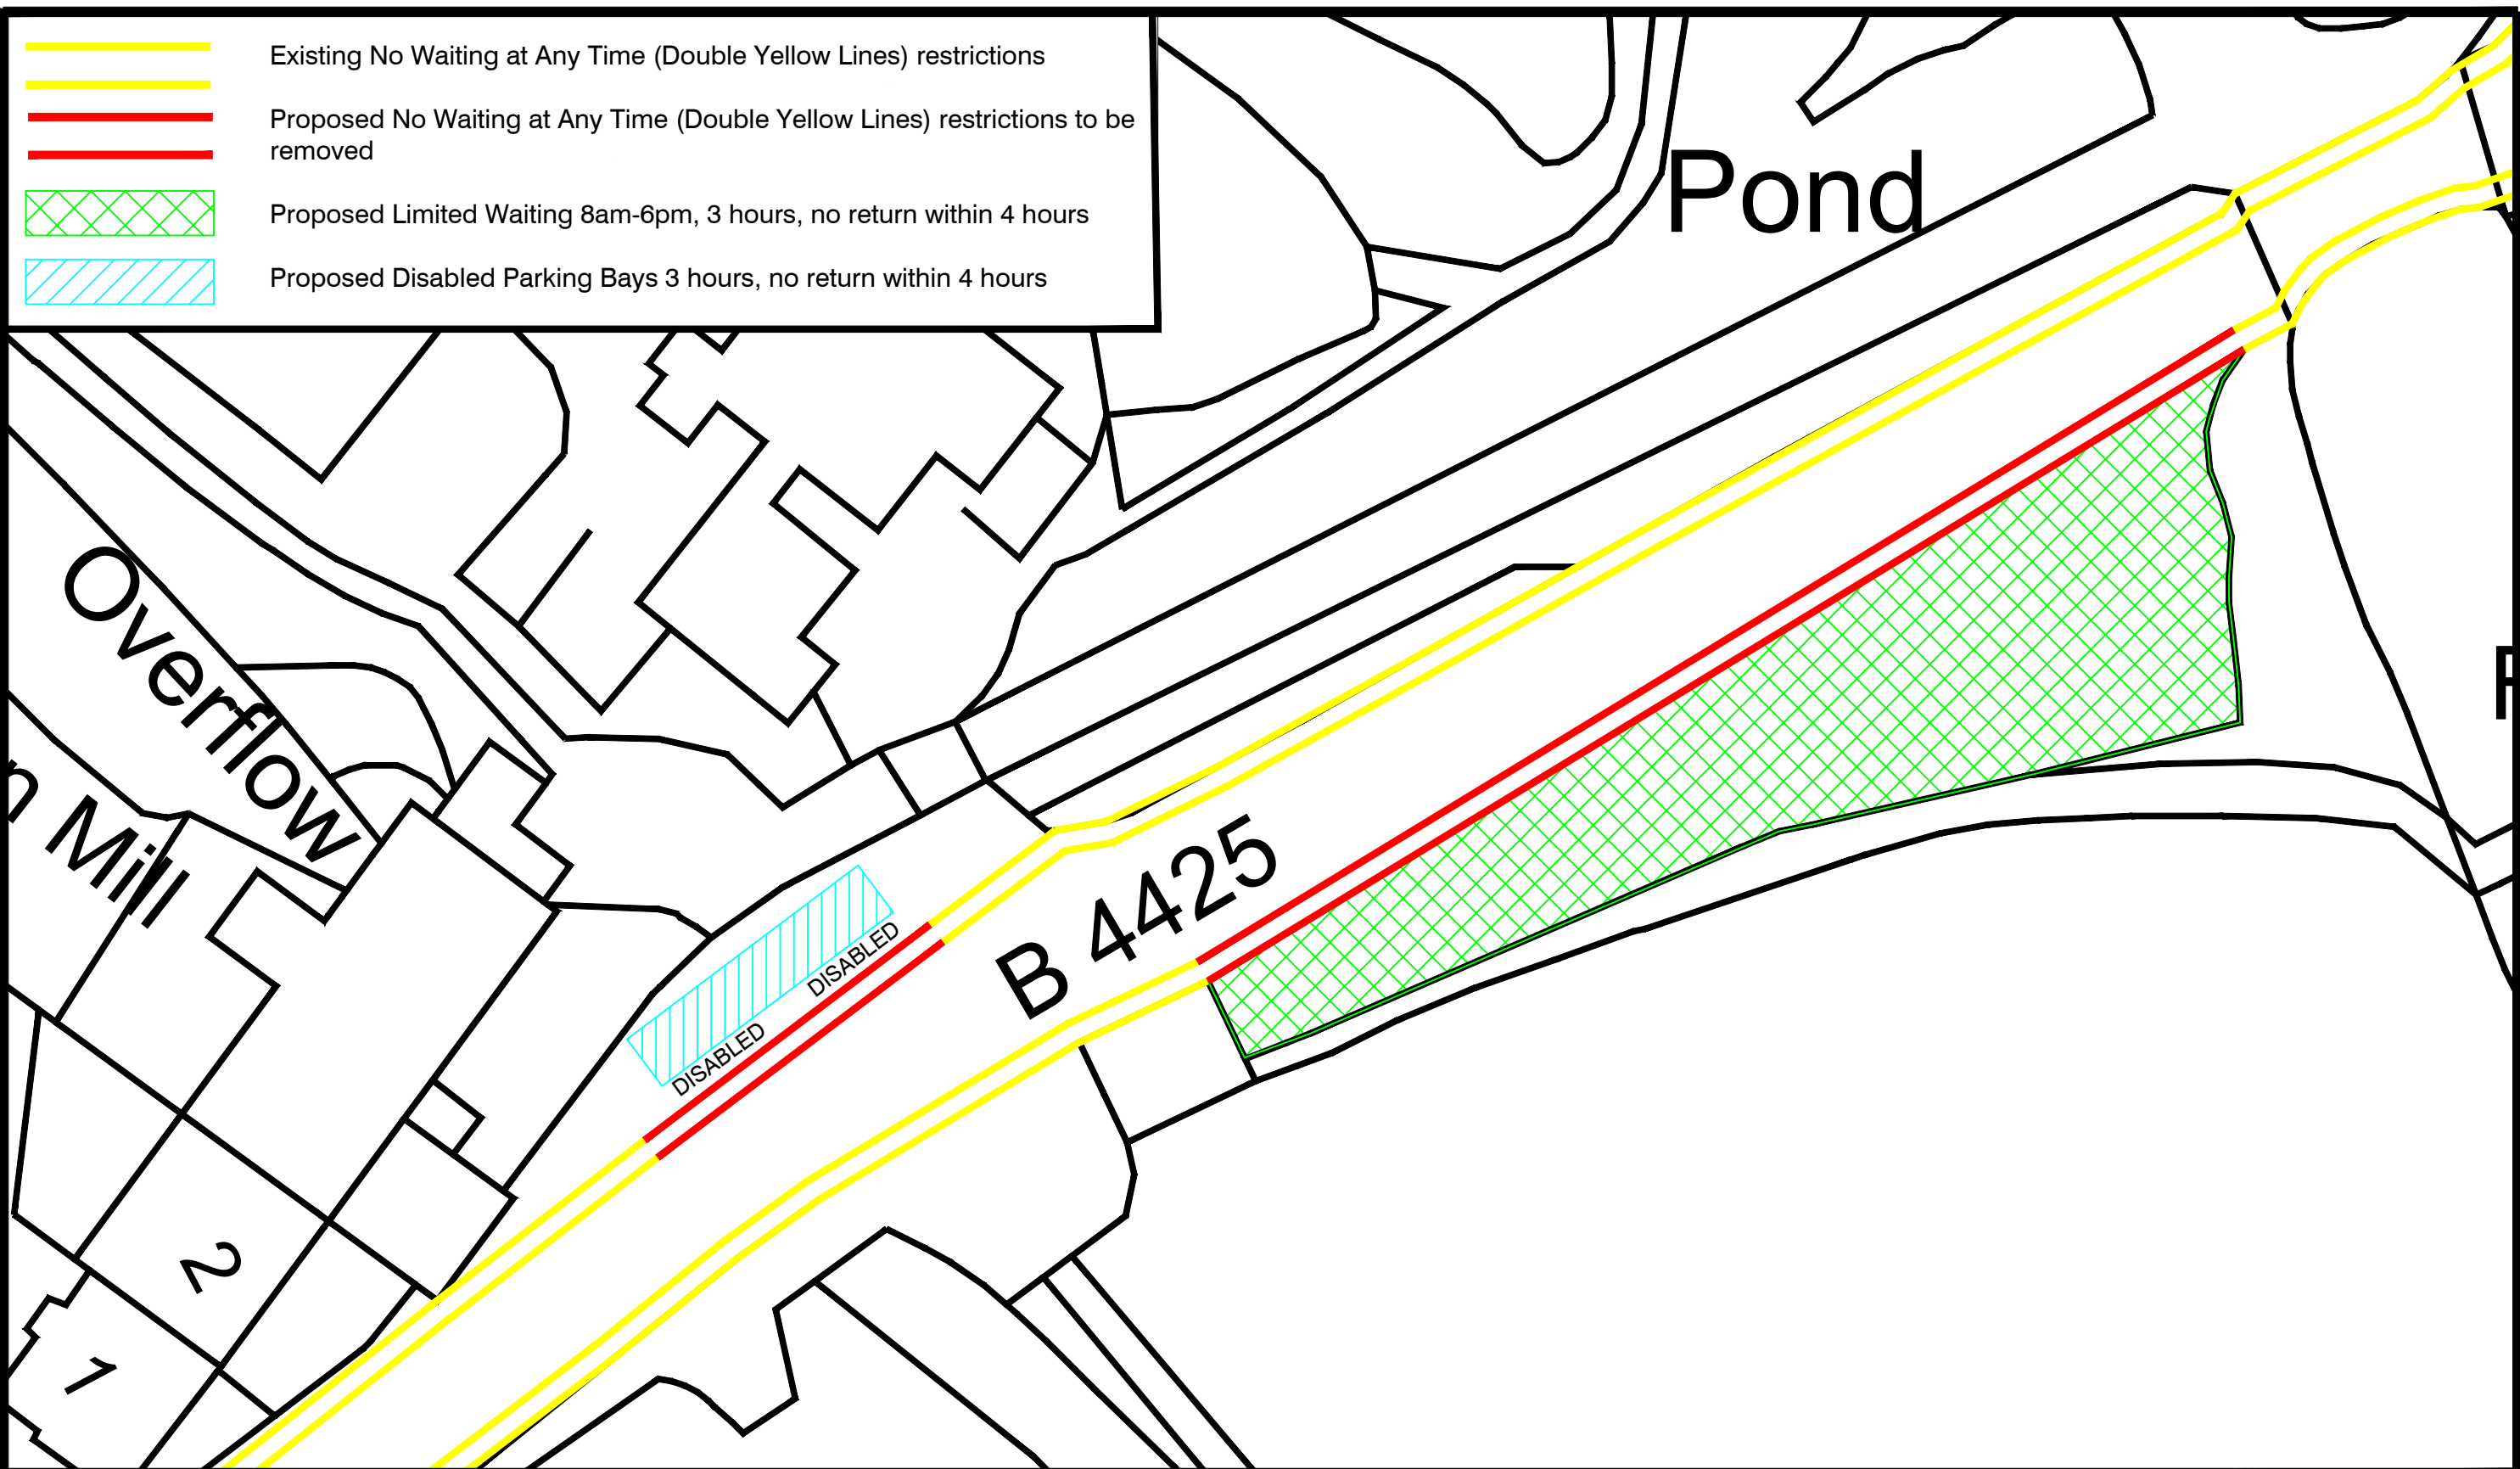 Existing No Waiting at Any Time (Double Yellow Lines) restrictions
Proposed No Waiting at Any Time (Double Yellow Lines) restrictions to be
removed
Proposed Limited Waiting 8am-6pm, 3 hours, no return within 4 hours
Proposed Disabled Parking Bays 3 hours, no return within 4 hours
Pond
Overflow
n Mill
B 4425
DISABLED
DISABLED
2
1